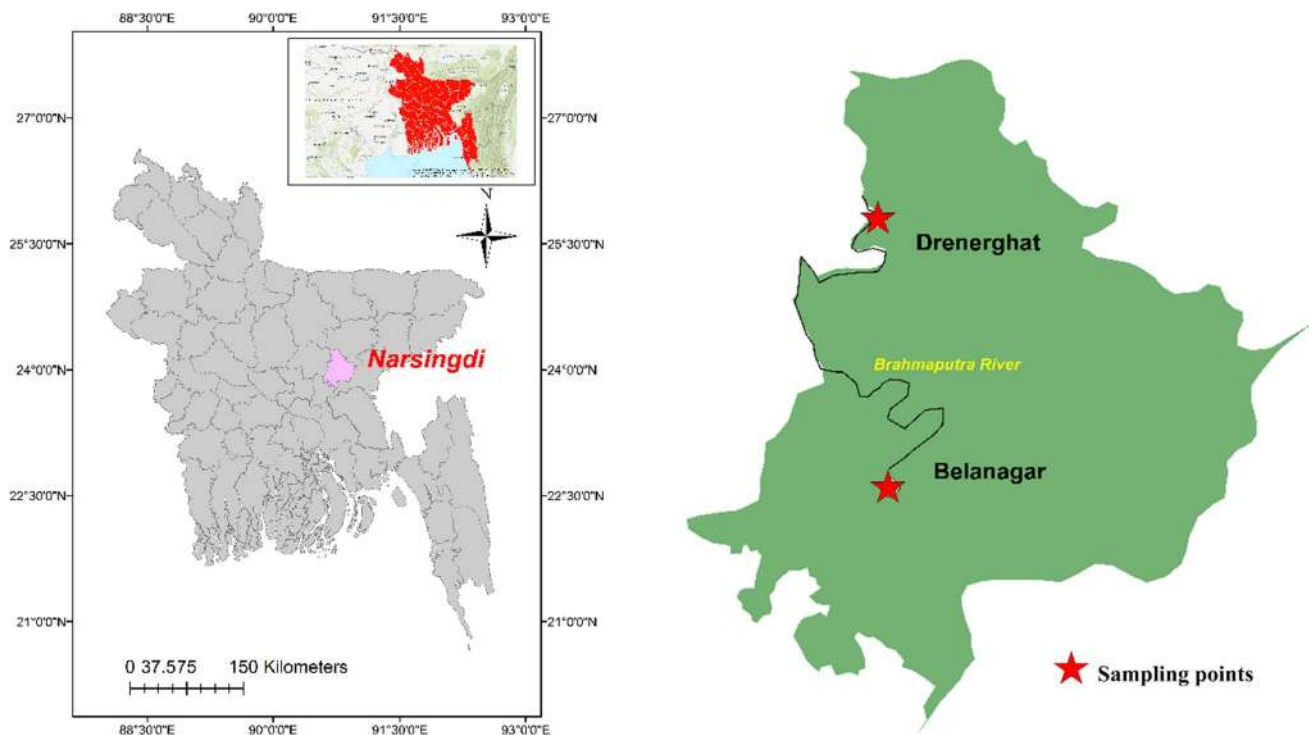 88°30'0"E 90°0'0"E 91°30'0"E 93°0'0"E
27°0'0"N 27°0'0"N
N
25°30'0"N 25°30'0"N
Narsingdi
24°0'0"N 24°0'0"N
22°30'0"N 22°30'0"N
21°0'0"N 21°0'0"N
0 37.575 150 Kilometers
88°30'0"E 90°0'0"E 91°30'0"E 93°0'0"E
Drenerghat
Brahmaputra River
Belanagar
Sampling points